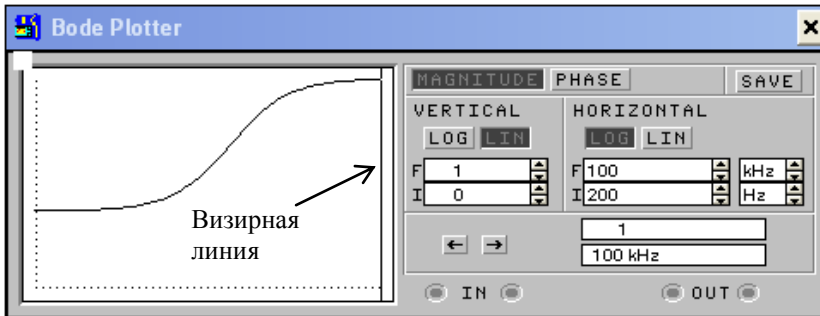 Bode Plotter
MAGNITUDE PHASE SAVE
VERTICAL HORIZONTAL
LOG LIN LOG LIN
F 1 F 100 kHz
I 0 I 200 Hz
Визирная
линия
← → 1
100 kHz
IN OUT